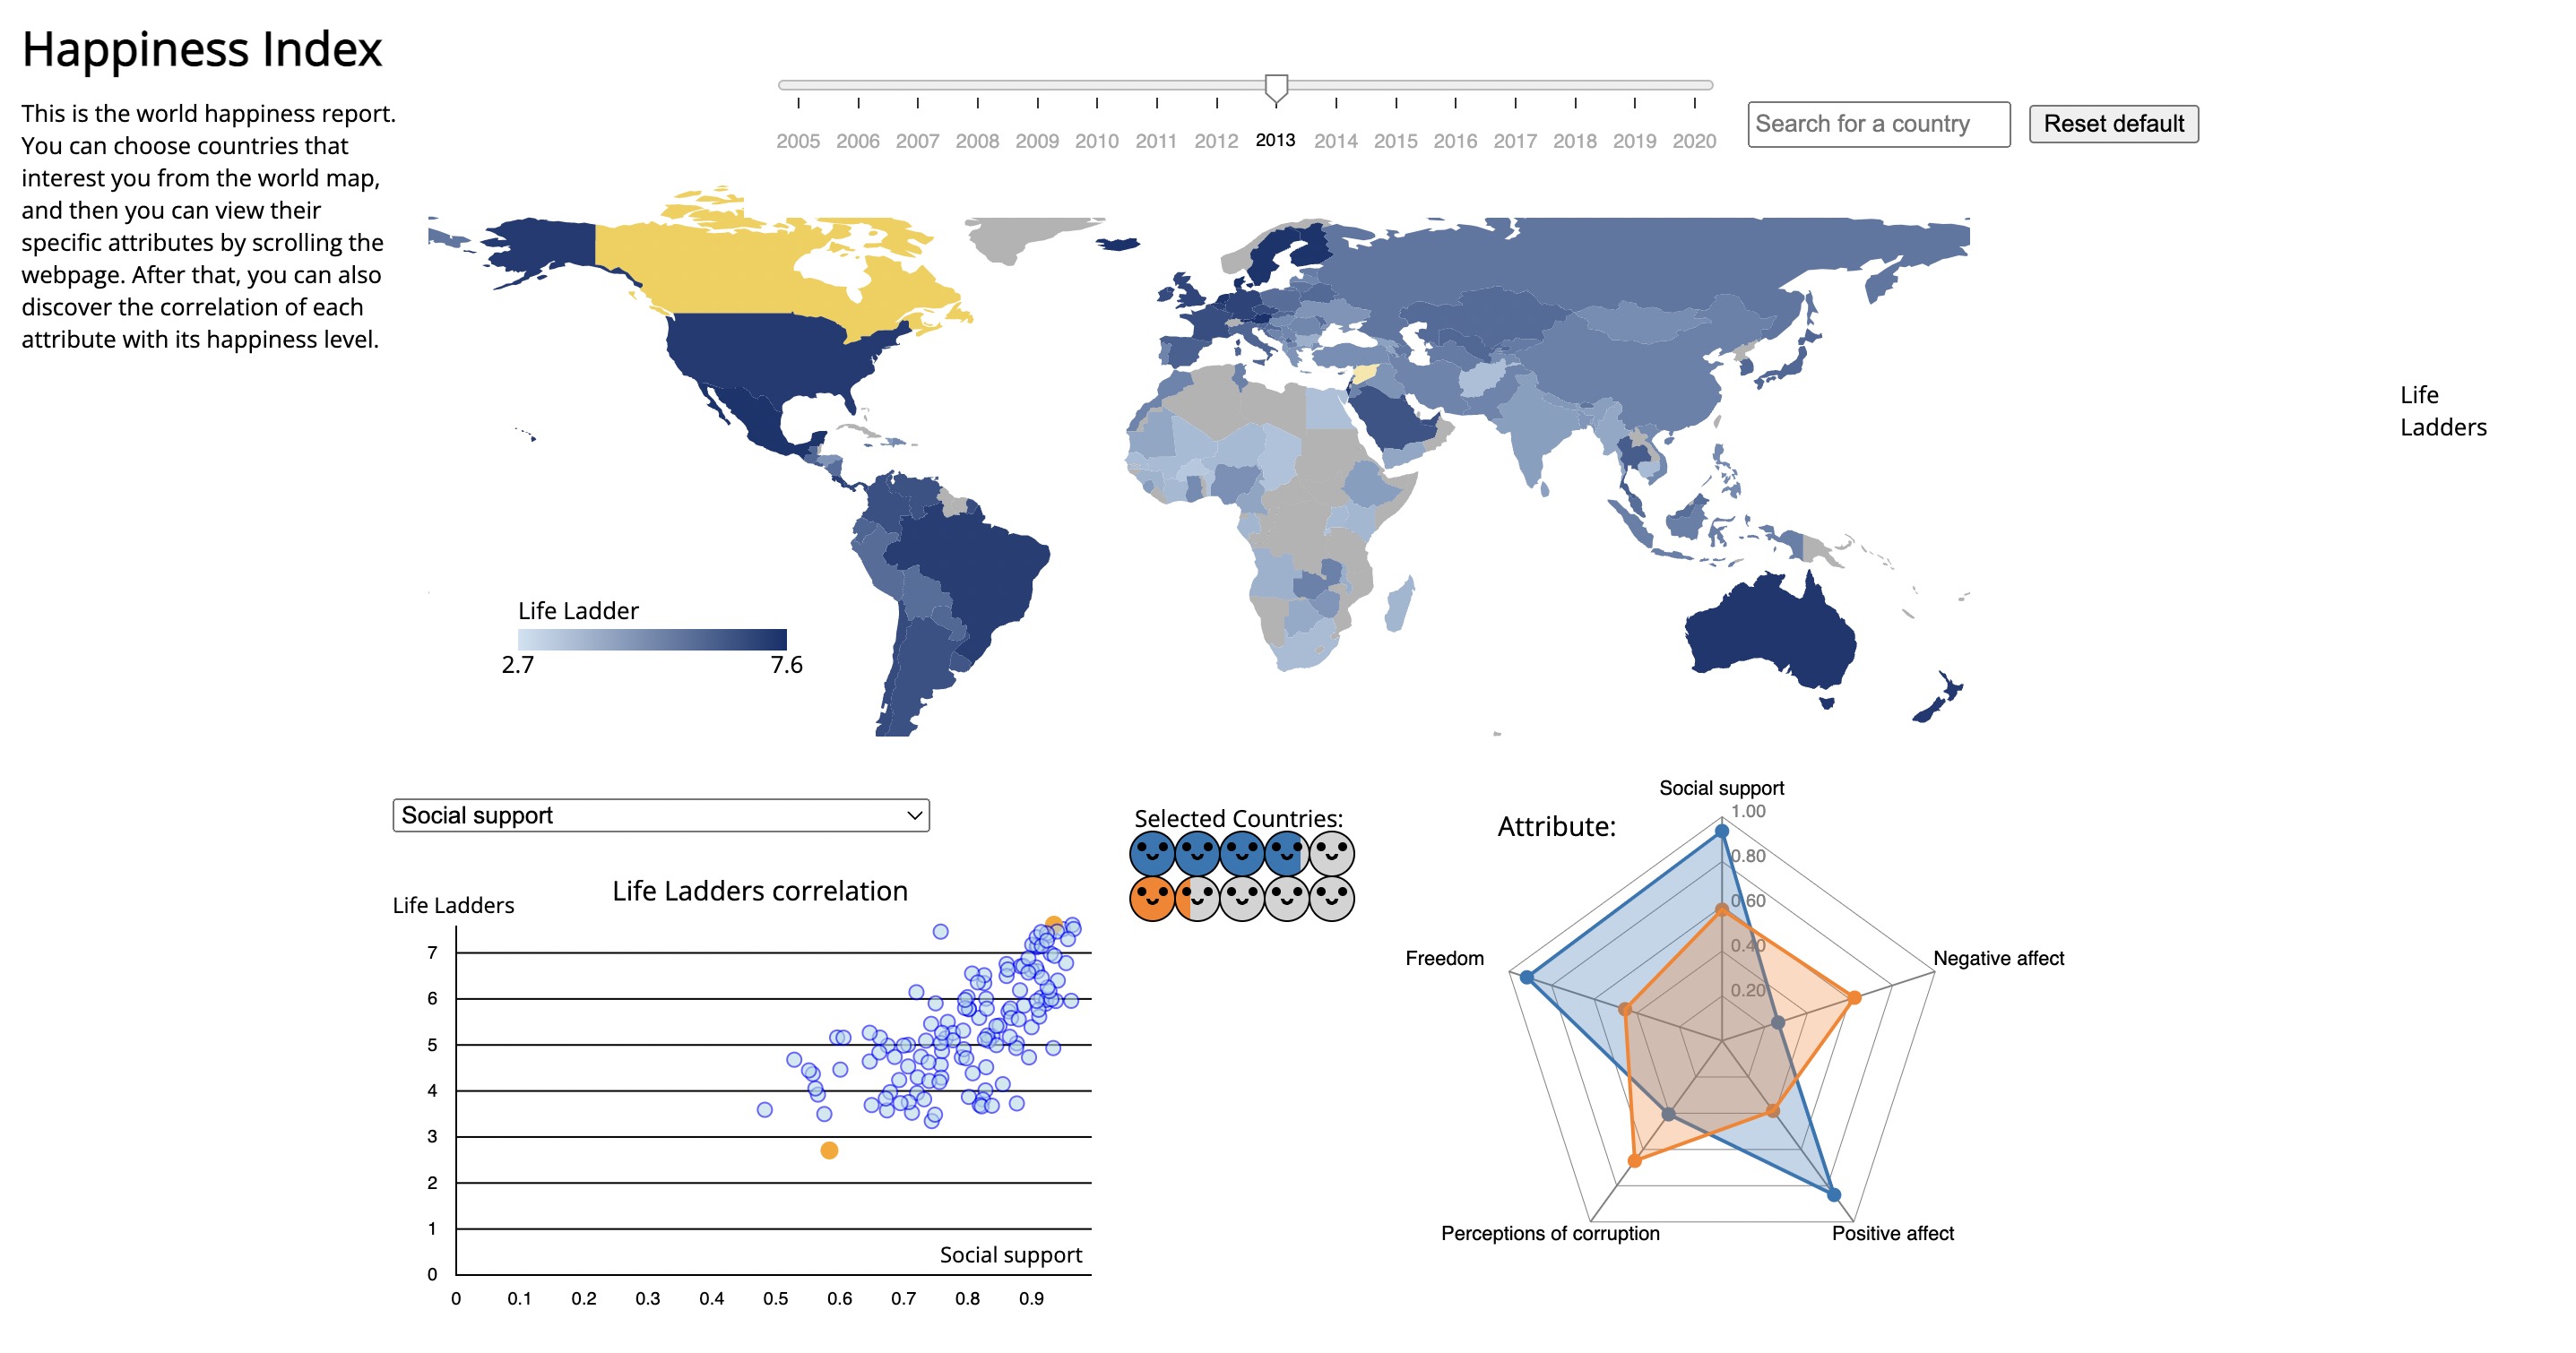 Happiness Index
This is the world happiness report.
You can choose countries that
interest you from the world map,
and then you can view their
specific attributes by scrolling the
webpage. After that, you can also
discover the correlation of each
attribute with its happiness level.
2005 2006 2007 2008 2009 2010 2011 2012 2013 2014 2015 2016 2017 2018 2019 2020
Search for a country
Reset default
Life
Ladders
Life Ladder
2.7 7.6
Social support
Life Ladders correlation
Life Ladders
7
6
5
4
3
2
1
0
Social support
0 0.1 0.2 0.3 0.4 0.5 0.6 0.7 0.8 0.9
Selected Countries:
Attribute:
Social support
1.00
0.80
0.60
0.40
0.20
Freedom
Negative affect
Perceptions of corruption
Positive affect